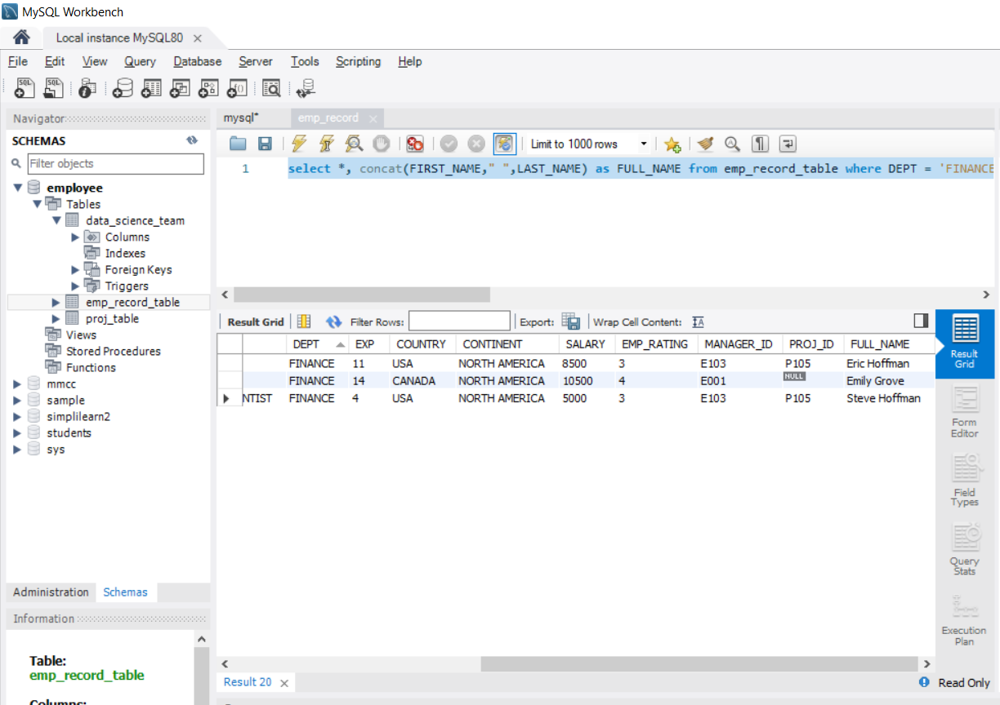 MySQL Workbench
Local instance MySQL80
File Edit View Query Database Server Tools Scripting Help
Navigator
SCHEMAS
Filter objects
employee
Tables
data_science_team
Columns
Indexes
Foreign Keys
Triggers
emp_record_table
proj_table
Views
Stored Procedures
Functions
mmcc
sample
simplilearn2
students
sys
Administration Schemas
Information
Table:
emp_record_table
Columns:
mysql* emp_record
Limit to 1000 rows
1 select *, concat(FIRST_NAME," ",LAST_NAME) as FULL_NAME from emp_record_table where DEPT = 'FINANCE
Result Grid Filter Rows: Export: Wrap Cell Content:
DEPT EXP COUNTRY CONTINENT SALARY EMP_RATING MANAGER_ID PROJ_ID FULL_NAME
FINANCE 11 USA NORTH AMERICA 8500 3 E103 P105 Eric Hoffman
FINANCE 14 CANADA NORTH AMERICA 10500 4 E001 NULL Emily Grove
NTIST FINANCE 4 USA NORTH AMERICA 5000 3 E103 P105 Steve Hoffman
Result
Grid
Form
Editor
Field
Types
Query
Stats
Execution
Plan
Result 20
Read Only